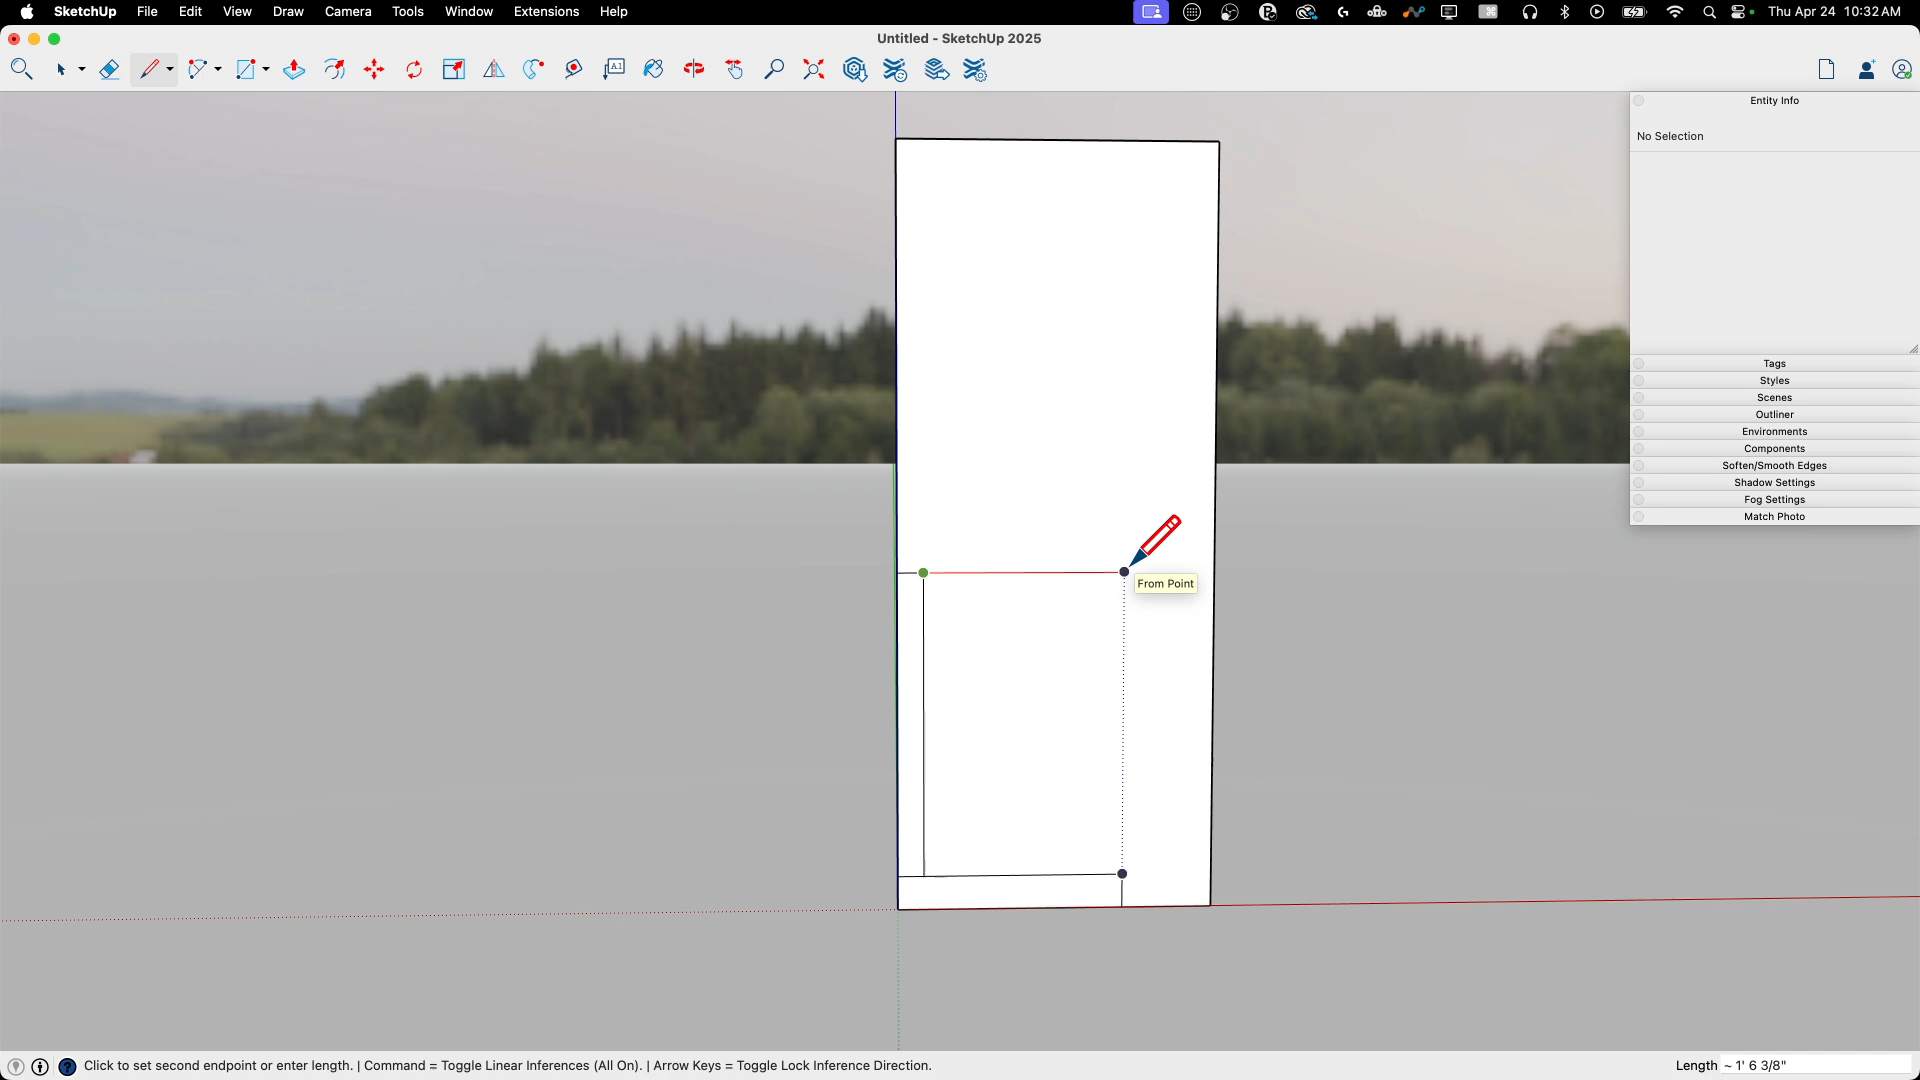 SketchUp File Edit View Draw Camera Tools Window Extensions Help
Thu Apr 24 10:32 AM
Untitled - SketchUp 2025
A1
Entity Info
No Selection
Tags
Styles
Scenes
Outliner
Environments
Components
Soften/Smooth Edges
Shadow Settings
Fog Settings
Match Photo
From Point
Click to set second endpoint or enter length. | Command = Toggle Linear Inferences (All On). | Arrow Keys = Toggle Lock Inference Direction.
Length ~ 1' 6 3/8"